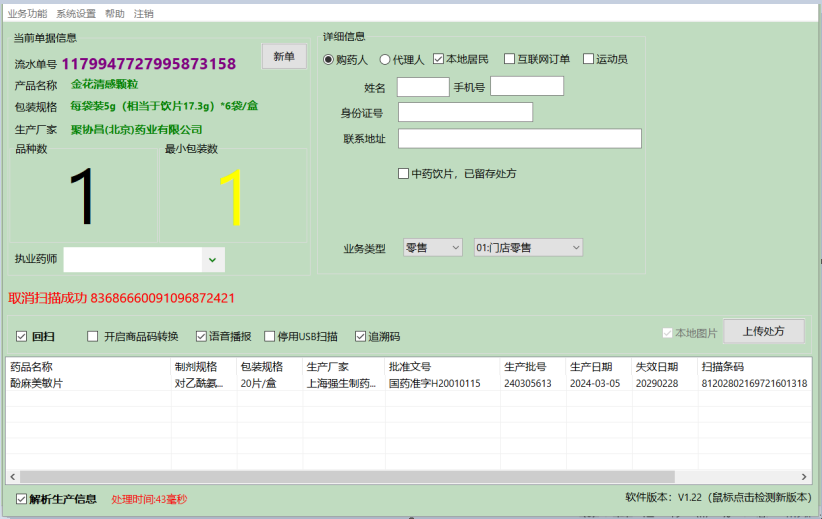 业务功能 系统设置 帮助 注销
当前单据信息
流水单号 1179947727995873158 新单
产品名称 金花清感颗粒
包装规格 每袋装5g（相当于饮片17.3g）*6袋/盒
生产厂家 聚协昌(北京)药业有限公司
品种数 最小包装数
1 1
执业药师
详细信息
购药人 代理人 本地居民 互联网订单 运动员
姓名 手机号
身份证号
联系地址
中药饮片，已留存处方
业务类型 零售 01:门店零售
取消扫描成功 83686660091096872421
回扫 开启商品码转换 语音播报 停用USB扫描 追溯码 本地图片 上传处方
药品名称 制剂规格 包装规格 生产厂家 批准文号 生产批号 生产日期 失效日期 扫描条码
酚麻美敏片 对乙酰氨... 20片/盒 上海强生制药... 国药准字H20010115 240305613 2024-03-05 20290228 81202802169721601318
解析生产信息 处理时间:43毫秒 软件版本：V1.22（鼠标点击检测新版本）